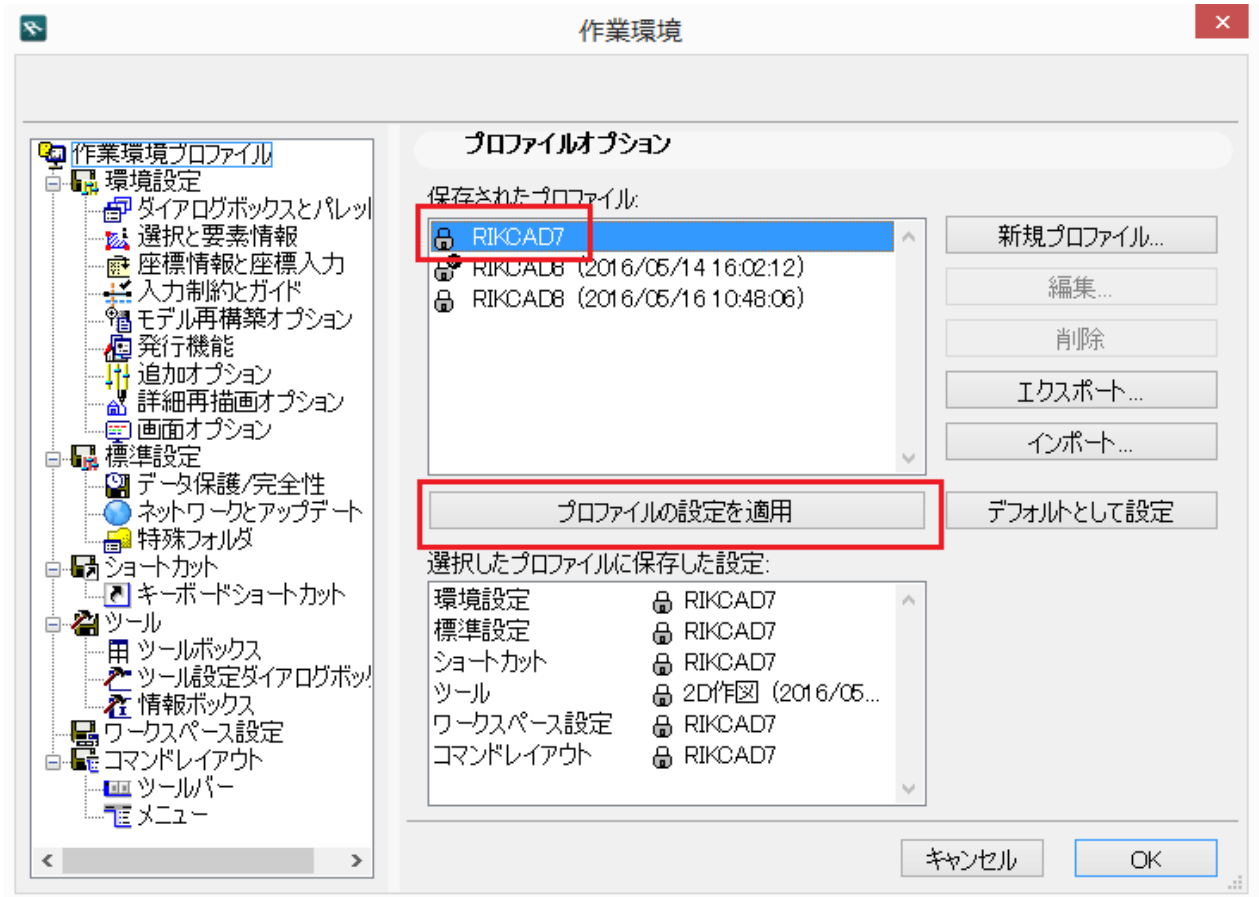 作業環境
作業環境プロファイル
環境設定
ダイアログボックスとパレッ
選択と要素情報
座標情報と座標入力
入力制約とガイド
モデル再構築オプション
発行機能
追加オプション
詳細再描画オプション
画面オプション
標準設定
データ保護/完全性
ネットワークとアップデート
特殊フォルダ
ショートカット
キーボードショートカット
ツール
ツールボックス
ツール設定ダイアログボッ
情報ボックス
ワークスペース設定
コマンドレイアウト
ツールバー
メニュー
プロファイルオプション
保存されたプロファイル:
RIKCAD7
RIKCAD8 (2016/05/14 16:02:12)
RIKCAD8 (2016/05/16 10:48:06)
新規プロファイル...
編集...
削除
エクスポート...
インポート...
プロファイルの設定を適用
デフォルトとして設定
選択したプロファイルに保存した設定:
環境設定 RIKCAD7
標準設定 RIKCAD7
ショートカット RIKCAD7
ツール 2D作図 (2016/05...
ワークスペース設定 RIKCAD7
コマンドレイアウト RIKCAD7
キャンセル
OK